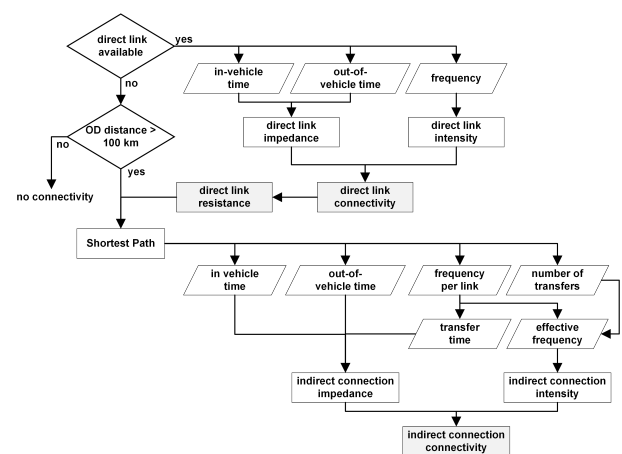 direct link
available
yes
in-vehicle
time
out-of-
vehicle time
frequency
no
OD distance >
100 km
direct link
impedance
direct link
intensity
no
yes
no connectivity
direct link
resistance
direct link
connectivity
Shortest Path
in vehicle
time
out-of-
vehicle time
frequency
per link
number of
transfers
transfer
time
effective
frequency
indirect connection
impedance
indirect connection
intensity
indirect connection
connectivity